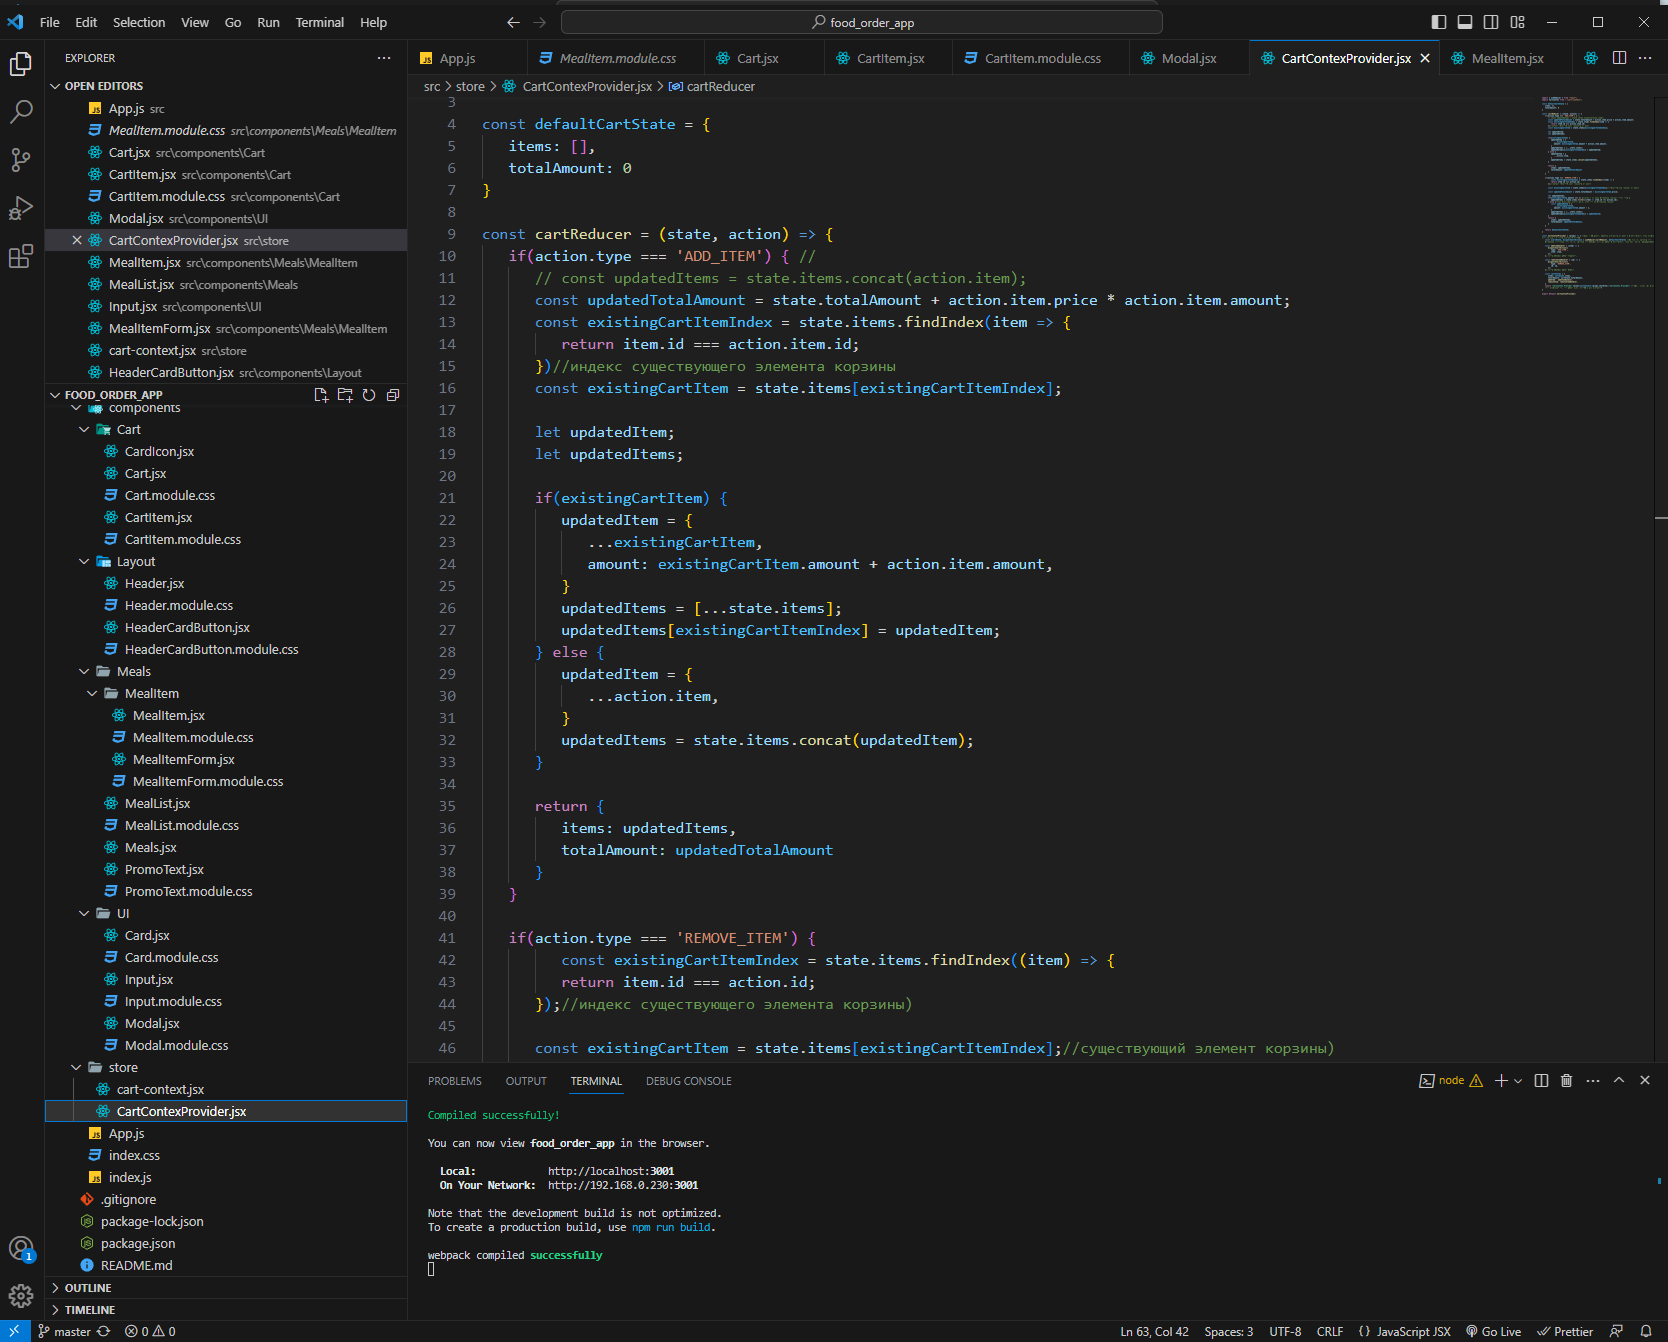 File Edit Selection View Go Run Terminal Help
food_order_app
EXPLORER
OPEN EDITORS
App.js src
MealItem.module.css src\components\Meals\MealItem
Cart.jsx src\components\Cart
CartItem.jsx src\components\Cart
CartItem.module.css src\components\Cart
Modal.jsx src\components\UI
CartContexProvider.jsx src\store
MealItem.jsx src\components\Meals\MealItem
MealList.jsx src\components\Meals
Input.jsx src\components\UI
MealItemForm.jsx src\components\Meals\MealItem
cart-context.jsx src\store
HeaderCardButton.jsx src\components\Layout
FOOD_ORDER_APP
components
Cart
CardIcon.jsx
Cart.jsx
Cart.module.css
CartItem.jsx
CartItem.module.css
Layout
Header.jsx
Header.module.css
HeaderCardButton.jsx
HeaderCardButton.module.css
Meals
MealItem
MealItem.jsx
MealItem.module.css
MealItemForm.jsx
MealItemForm.module.css
MealList.jsx
MealList.module.css
Meals.jsx
PromoText.jsx
PromoText.module.css
UI
Card.jsx
Card.module.css
Input.jsx
Input.module.css
Modal.jsx
Modal.module.css
store
cart-context.jsx
CartContexProvider.jsx
App.js
index.css
index.js
.gitignore
package-lock.json
package.json
README.md
OUTLINE
TIMELINE
App.js MealItem.module.css Cart.jsx CartItem.jsx CartItem.module.css Modal.jsx CartContexProvider.jsx MealItem.jsx
src > store > CartContexProvider.jsx > cartReducer
3
4 const defaultCartState = {
5 items: [],
6 totalAmount: 0
7 }
8
9 const cartReducer = (state, action) => {
10 if(action.type === 'ADD_ITEM') { //
11 // const updatedItems = state.items.concat(action.item);
12 const updatedTotalAmount = state.totalAmount + action.item.price * action.item.amount;
13 const existingCartItemIndex = state.items.findIndex(item => {
14 return item.id === action.item.id;
15 })//индекс существующего элемента корзины
16 const existingCartItem = state.items[existingCartItemIndex];
17
18 let updatedItem;
19 let updatedItems;
20
21 if(existingCartItem) {
22 updatedItem = {
23 ...existingCartItem,
24 amount: existingCartItem.amount + action.item.amount,
25 }
26 updatedItems = [...state.items];
27 updatedItems[existingCartItemIndex] = updatedItem;
28 } else {
29 updatedItem = {
30 ...action.item,
31 }
32 updatedItems = state.items.concat(updatedItem);
33 }
34
35 return {
36 items: updatedItems,
37 totalAmount: updatedTotalAmount
38 }
39 }
40
41 if(action.type === 'REMOVE_ITEM') {
42 const existingCartItemIndex = state.items.findIndex((item) => {
43 return item.id === action.id;
44 });//индекс существующего элемента корзины)
45
46 const existingCartItem = state.items[existingCartItemIndex];//существующий элемент корзины)
PROBLEMS OUTPUT TERMINAL DEBUG CONSOLE
node
Compiled successfully!
You can now view food_order_app in the browser.
Local: http://localhost:3001
On Your Network: http://192.168.0.230:3001
Note that the development build is not optimized.
To create a production build, use npm run build.
webpack compiled successfully
1
master 0 0
Ln 63, Col 42 Spaces: 3 UTF-8 CRLF {} JavaScript JSX Go Live Prettier